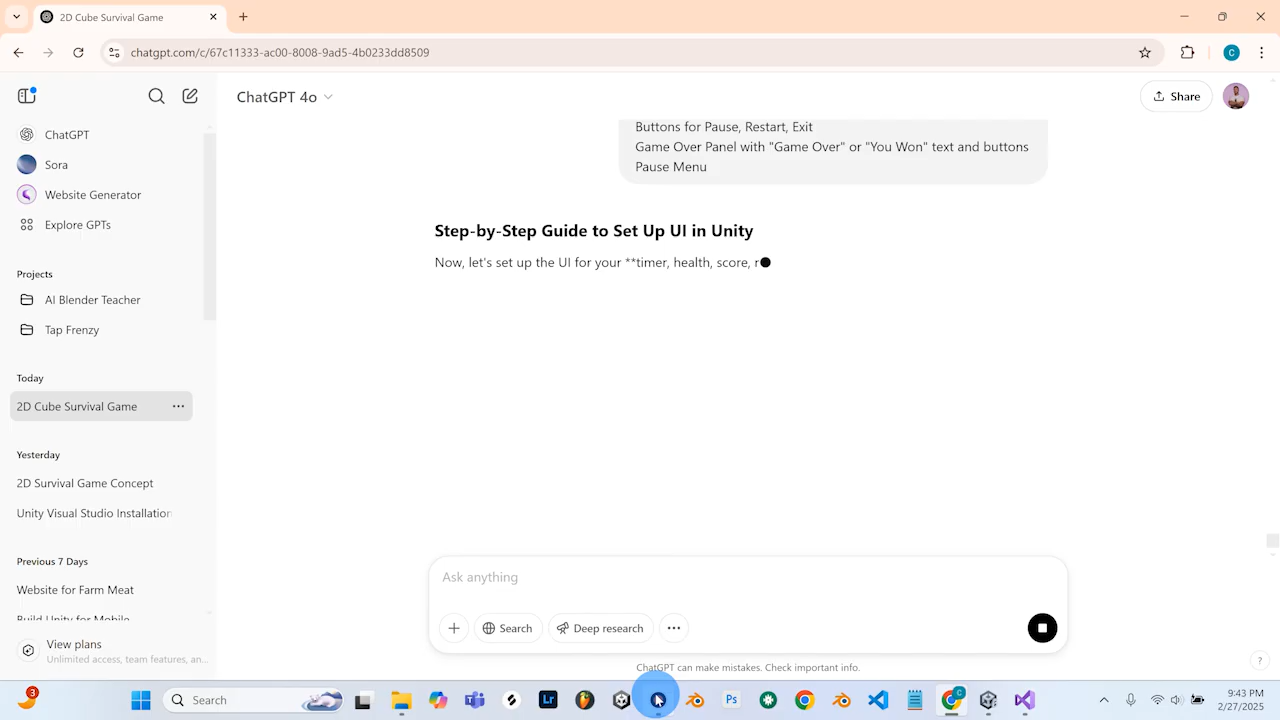 2D Cube Survival Game
chatgpt.com/c/67c11333-ac00-8008-9ad5-4b0233dd8509
C
ChatGPT 4o
Share
ChatGPT
Sora
Website Generator
Explore GPTs
Projects
AI Blender Teacher
Tap Frenzy
Today
2D Cube Survival Game
Yesterday
2D Survival Game Concept
Unity Visual Studio Installation
Previous 7 Days
Website for Farm Meat
Build Unity for Mobile
View plans
Unlimited access, team features, an...
Buttons for Pause, Restart, Exit
Game Over Panel with "Game Over" or "You Won" text and buttons
Pause Menu
Step-by-Step Guide to Set Up UI in Unity
Now, let's set up the UI for your **timer, health, score, r
Ask anything
Search
Deep research
ChatGPT can make mistakes. Check important info.
?
3
Search
Lr
Ps
C
9:43 PM
2/27/2025